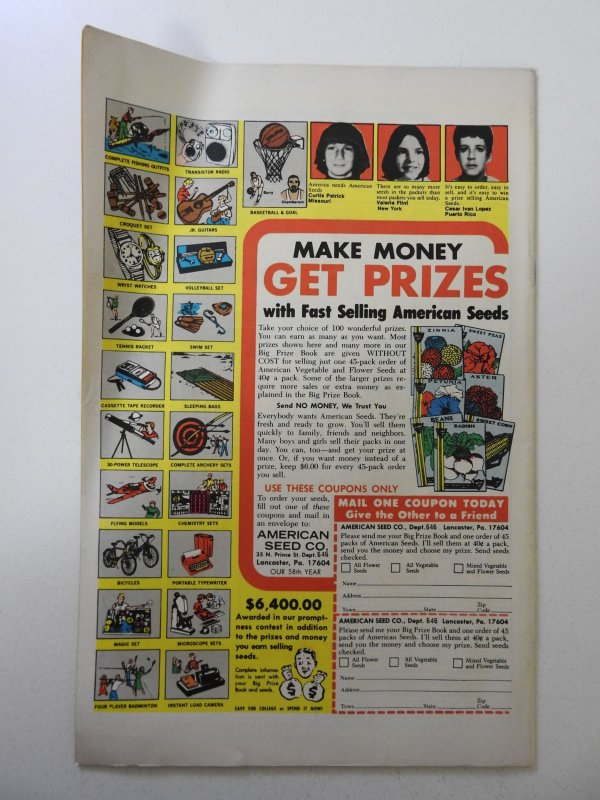 COMPLETE FISHING OUTFITS
TRANSISTOR RADIO
CROQUET SET
JR. GUITARS
WRIST WATCHES
VOLLEYBALL SET
TENNIS RACKET
SWIM SET
CASSETTE TAPE RECORDER
SLEEPING BAGS
30-POWER TELESCOPE
COMPLETE ARCHERY SETS
FLYING MODELS
CHEMISTRY SETS
BICYCLES
PORTABLE TYPEWRITER
MAGIC SET
MICROSCOPE SETS
FOUR PLAYER BADMINTON
INSTANT LOAD CAMERA
Barry
Chamberlain
BASKETBALL & GOAL
America needs American
Seeds
Curtis Patrick
Missouri
There are so many more
seeds in the packets than
most packets you sell today.
Valerie Flint
New York
It's easy to order, easy to
sell, and it's easy to win
a prize selling American
Seeds.
Cesar Ivan Lopez
Puerto Rico
MAKE MONEY
GET PRIZES
with Fast Selling American Seeds
Take your choice of 100 wonderful prizes.
You can earn as many as you want. Most
prizes shown here and many more in our
Big Prize Book are given WITHOUT
COST for selling just one 45-pack order of
American Vegetable and Flower Seeds at
40¢ a pack. Some of the larger prizes re-
quire more sales or extra money as ex-
plained in the Big Prize Book.
Send NO MONEY, We Trust You
Everybody wants American Seeds. They're
fresh and ready to grow. You'll sell them
quickly to family, friends and neighbors.
Many boys and girls sell their packs in one
day. You can, too—and get your prize at
once. Or, if you want money instead of a
prize, keep $6.00 for every 45-pack order
you sell.
ZINNIA
SWEET PEAS
PETUNIA
ASTER
BEANS
RADISH
SWEET CORN
USE THESE COUPONS ONLY
To order your seeds,
fill out one of these
coupons and mail in
an envelope to:
AMERICAN
SEED CO.
35 N. Prince St. Dept. 646
Lancaster, Pa. 17604
OUR 58th YEAR
$6,400.00
Awarded in our prompt-
ness contest in addition
to the prizes and money
you earn selling
seeds.
Complete informa-
tion is sent with
your Big Prize
Book and seeds.
$ $
SAVE FOR COLLEGE or SPEND IT NOW!
MAIL ONE COUPON TODAY
Give the Other to a Friend
AMERICAN SEED CO., Dept. 646 Lancaster, Pa. 17604
Please send me your Big Prize Book and one order of 45
packs of American Seeds. I'll sell them at 40¢ a pack,
send you the money and choose my prize. Send seeds
checked.
All Flower Seeds
All Vegetable Seeds
Mixed Vegetable and Flower Seeds
Name
Address
Town State Zip Code
AMERICAN SEED CO., Dept. 646 Lancaster, Pa. 17604
Please send me your Big Prize Book and one order of 45
packs of American Seeds. I'll sell them at 40¢ a pack,
send you the money and choose my prize. Send seeds
checked.
All Flower Seeds
All Vegetable Seeds
Mixed Vegetable and Flower Seeds
Name
Address
Town State Zip Code